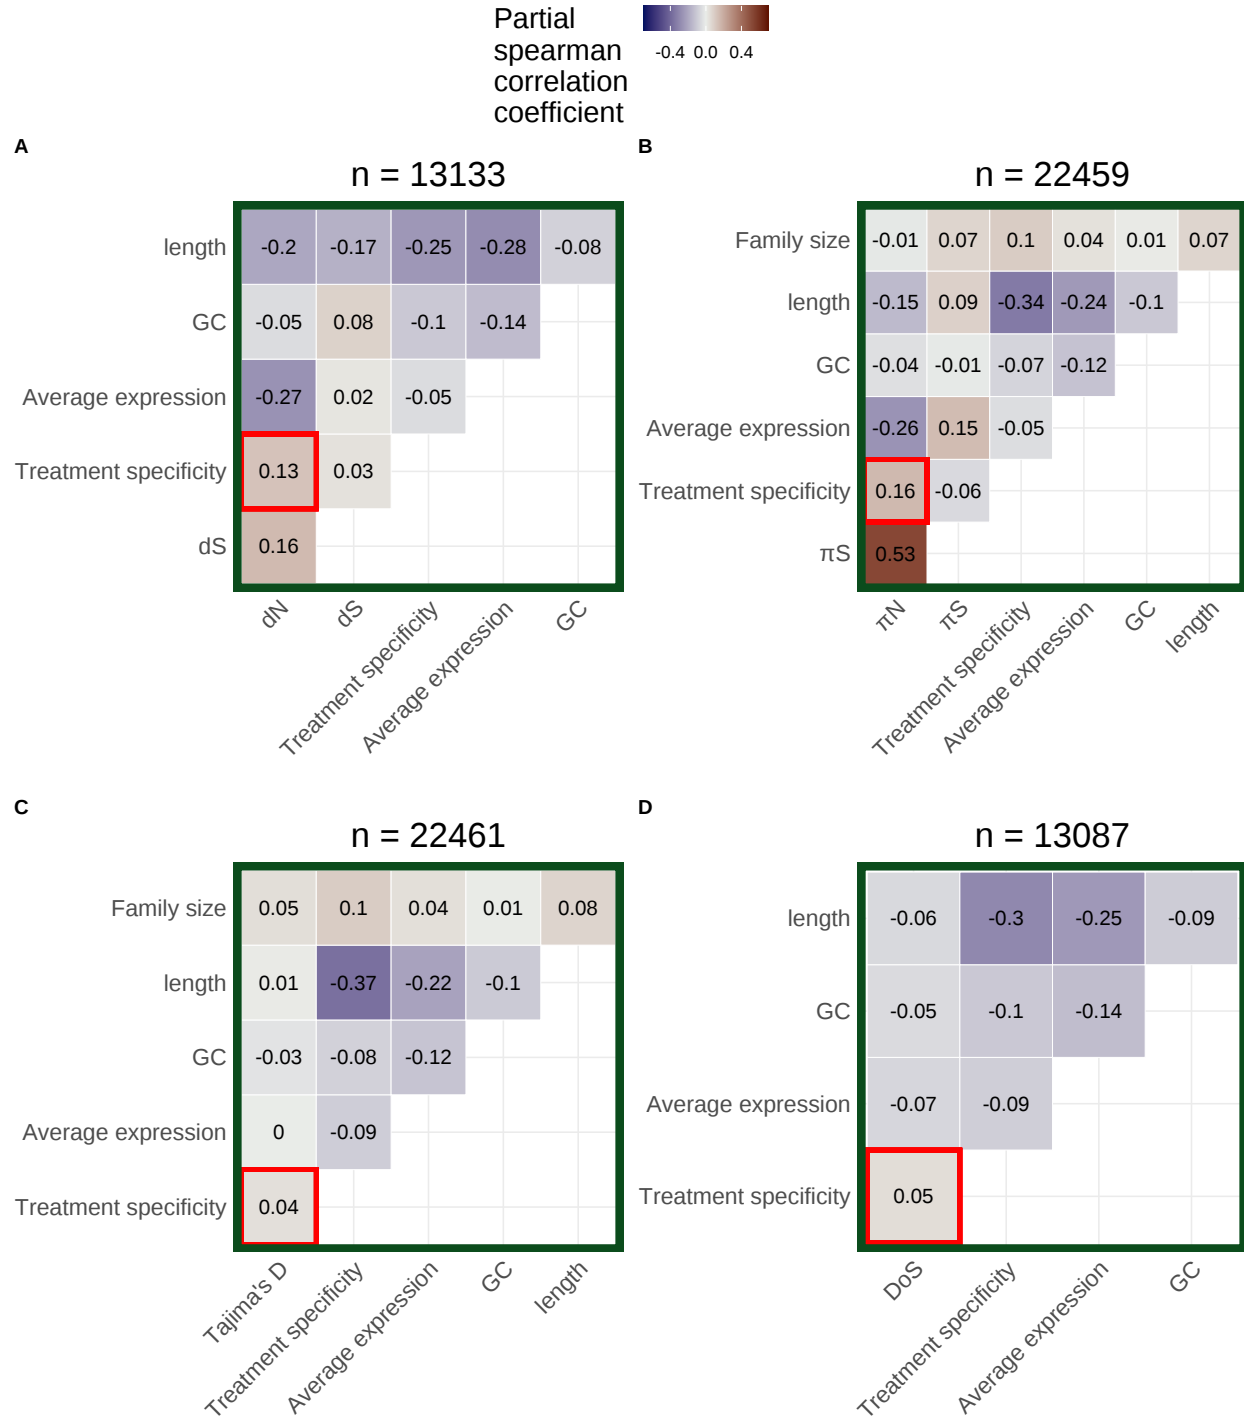 Partial
spearman
correlation
coefficient
-0.4 0.0 0.4
A
n = 13133
length -0.2 -0.17 -0.25 -0.28 -0.08
GC -0.05 0.08 -0.1 -0.14
Average expression -0.27 0.02 -0.05
Treatment specificity 0.13 0.03
dS 0.16
dN dS Treatment specificity Average expression GC
B
n = 22459
Family size -0.01 0.07 0.1 0.04 0.01 0.07
length -0.15 0.09 -0.34 -0.24 -0.1
GC -0.04 -0.01 -0.07 -0.12
Average expression -0.26 0.15 -0.05
Treatment specificity 0.16 -0.06
πS 0.53
πN πS Treatment specificity Average expression GC length
C
n = 22461
Family size 0.05 0.1 0.04 0.01 0.08
length 0.01 -0.37 -0.22 -0.1
GC -0.03 -0.08 -0.12
Average expression 0 -0.09
Treatment specificity 0.04
Tajima's D Treatment specificity Average expression GC length
D
n = 13087
length -0.06 -0.3 -0.25 -0.09
GC -0.05 -0.1 -0.14
Average expression -0.07 -0.09
Treatment specificity 0.05
DoS Treatment specificity Average expression GC